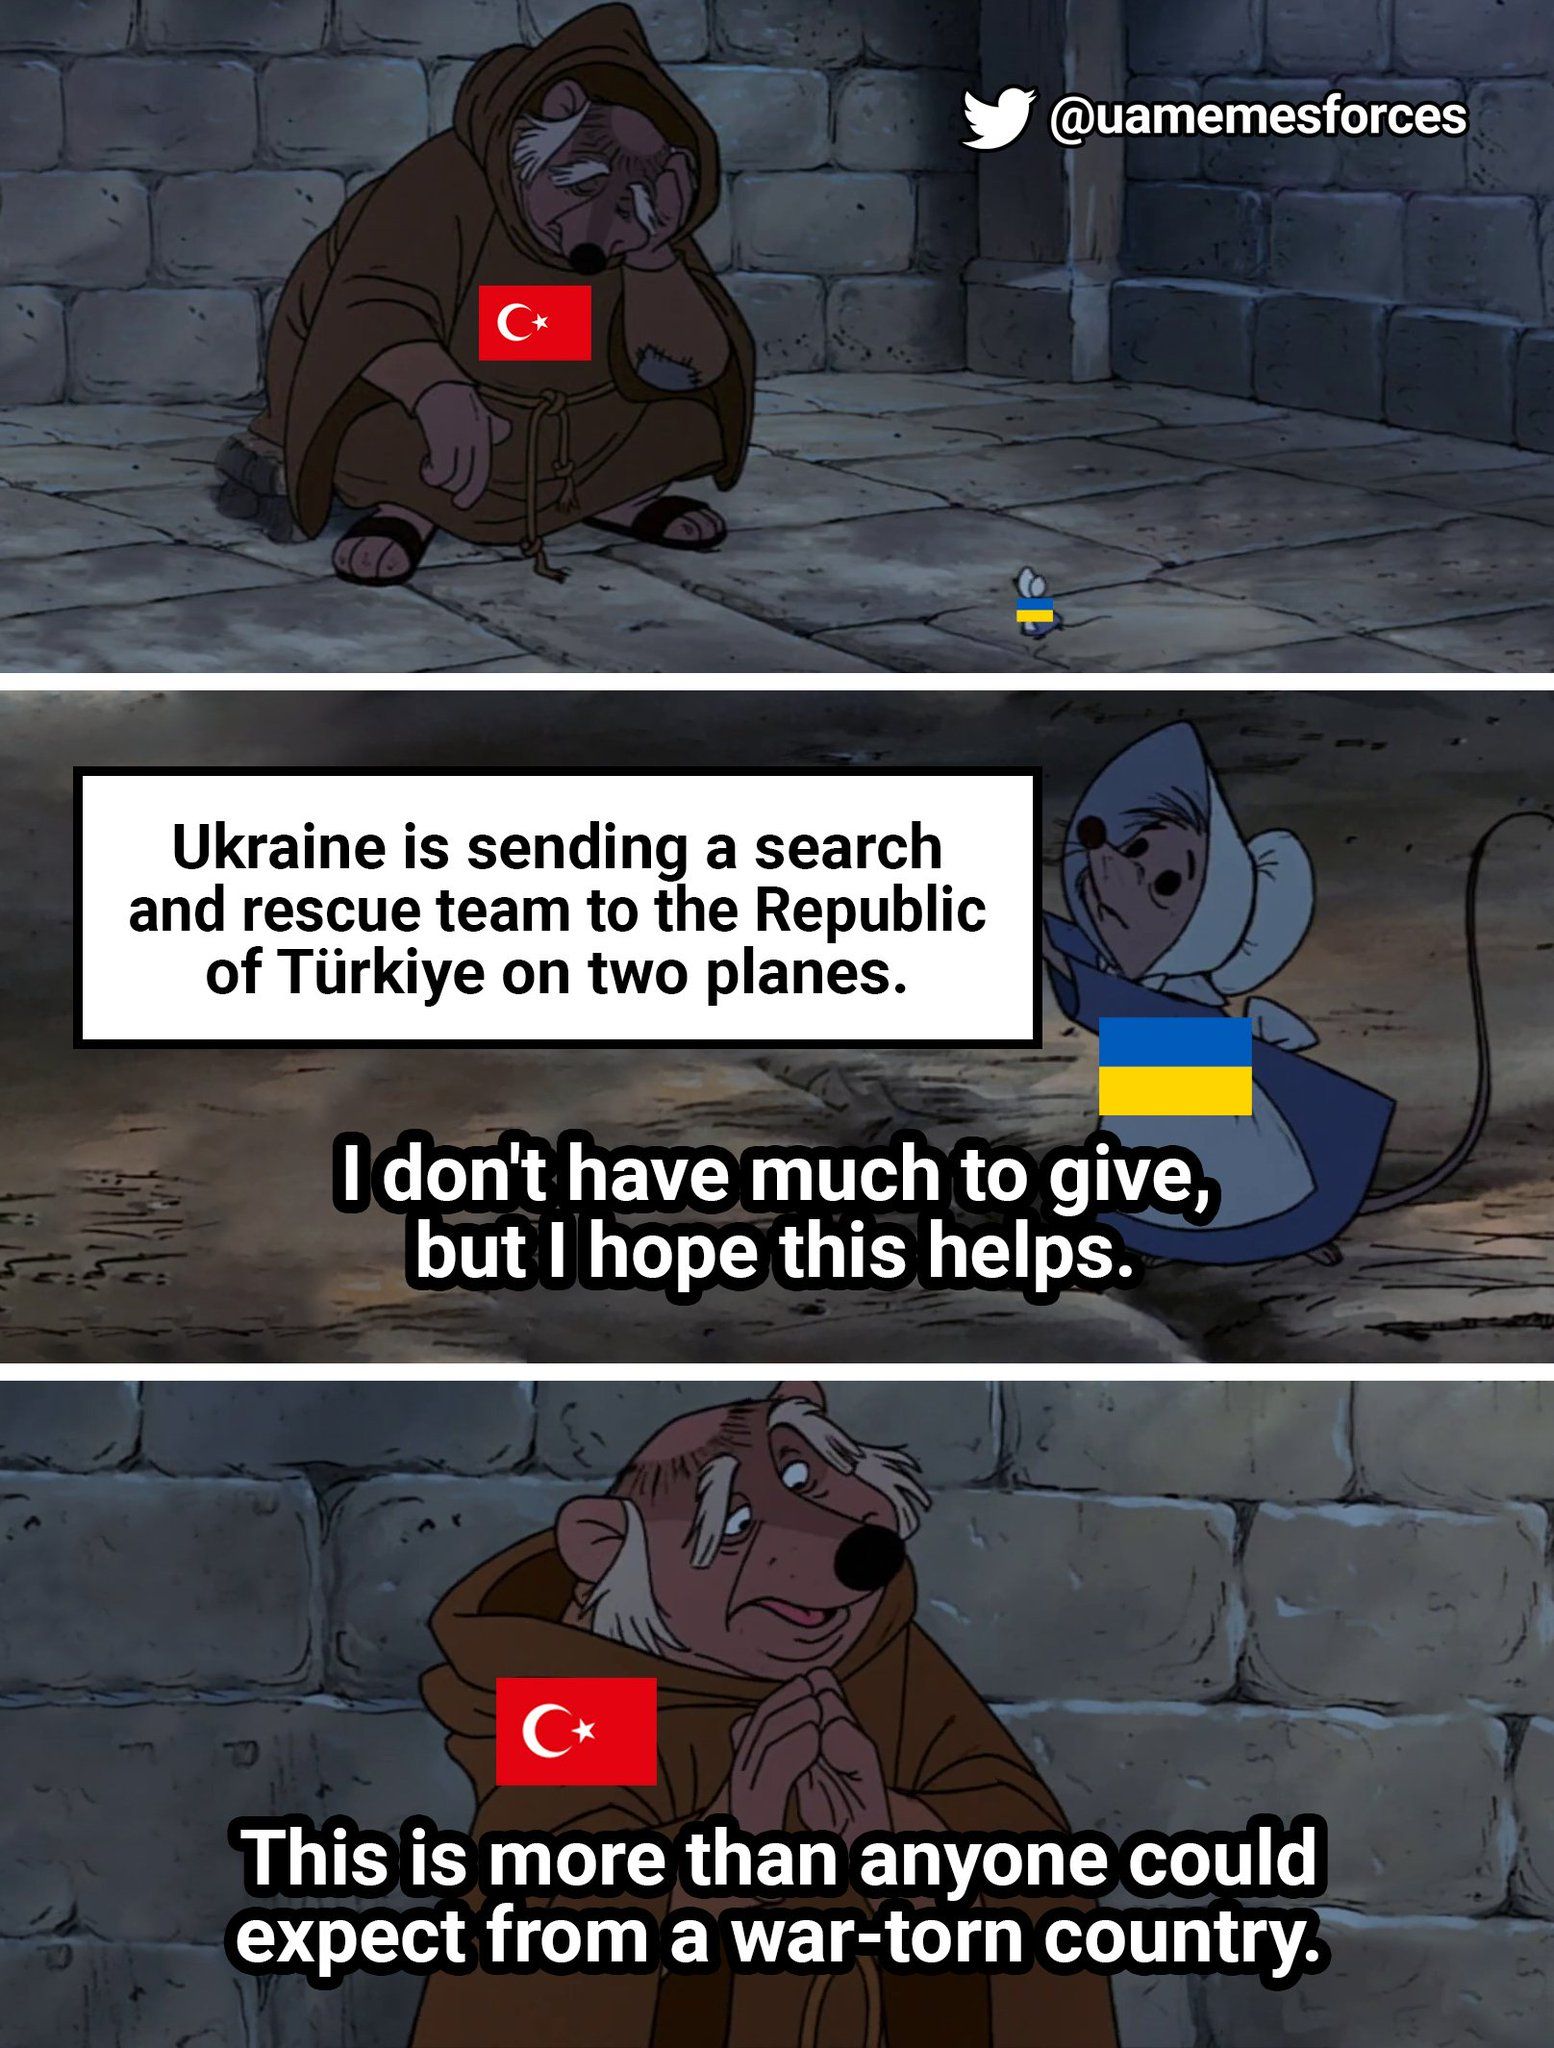 @uamemesforces
Ukraine is sending a search
and rescue team to the Republic
of Türkiye on two planes.
I don't have much to give,
but I hope this helps.
This is more than anyone could
expect from a war-torn country.